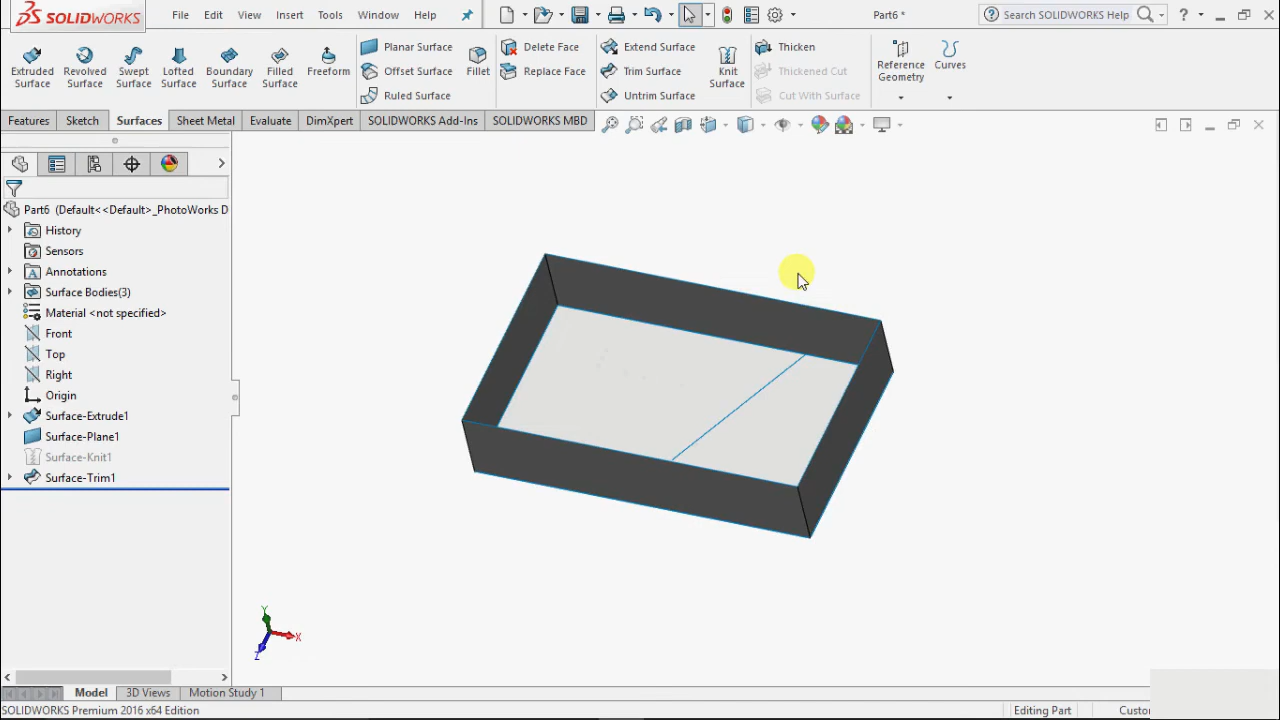 SOLIDWORKS
File Edit View Insert Tools Window Help
Part6 *
Search SOLIDWORKS Help
?
Extruded Surface
Revolved Surface
Swept Surface
Lofted Surface
Boundary Surface
Filled Surface
Freeform
Planar Surface
Offset Surface
Ruled Surface
Fillet
Delete Face
Replace Face
Extend Surface
Trim Surface
Untrim Surface
Knit Surface
Thicken
Thickened Cut
Cut With Surface
Reference Geometry
Curves
Features Sketch Surfaces Sheet Metal Evaluate DimXpert SOLIDWORKS Add-Ins SOLIDWORKS MBD
Part6 (Default<<Default>_PhotoWorks D
History
Sensors
Annotations
Surface Bodies(3)
Material <not specified>
Front
Top
Right
Origin
Surface-Extrude1
Surface-Plane1
Surface-Knit1
Surface-Trim1
Y
X
Z
Model 3D Views Motion Study 1
SOLIDWORKS Premium 2016 x64 Edition
Editing Part
Custo